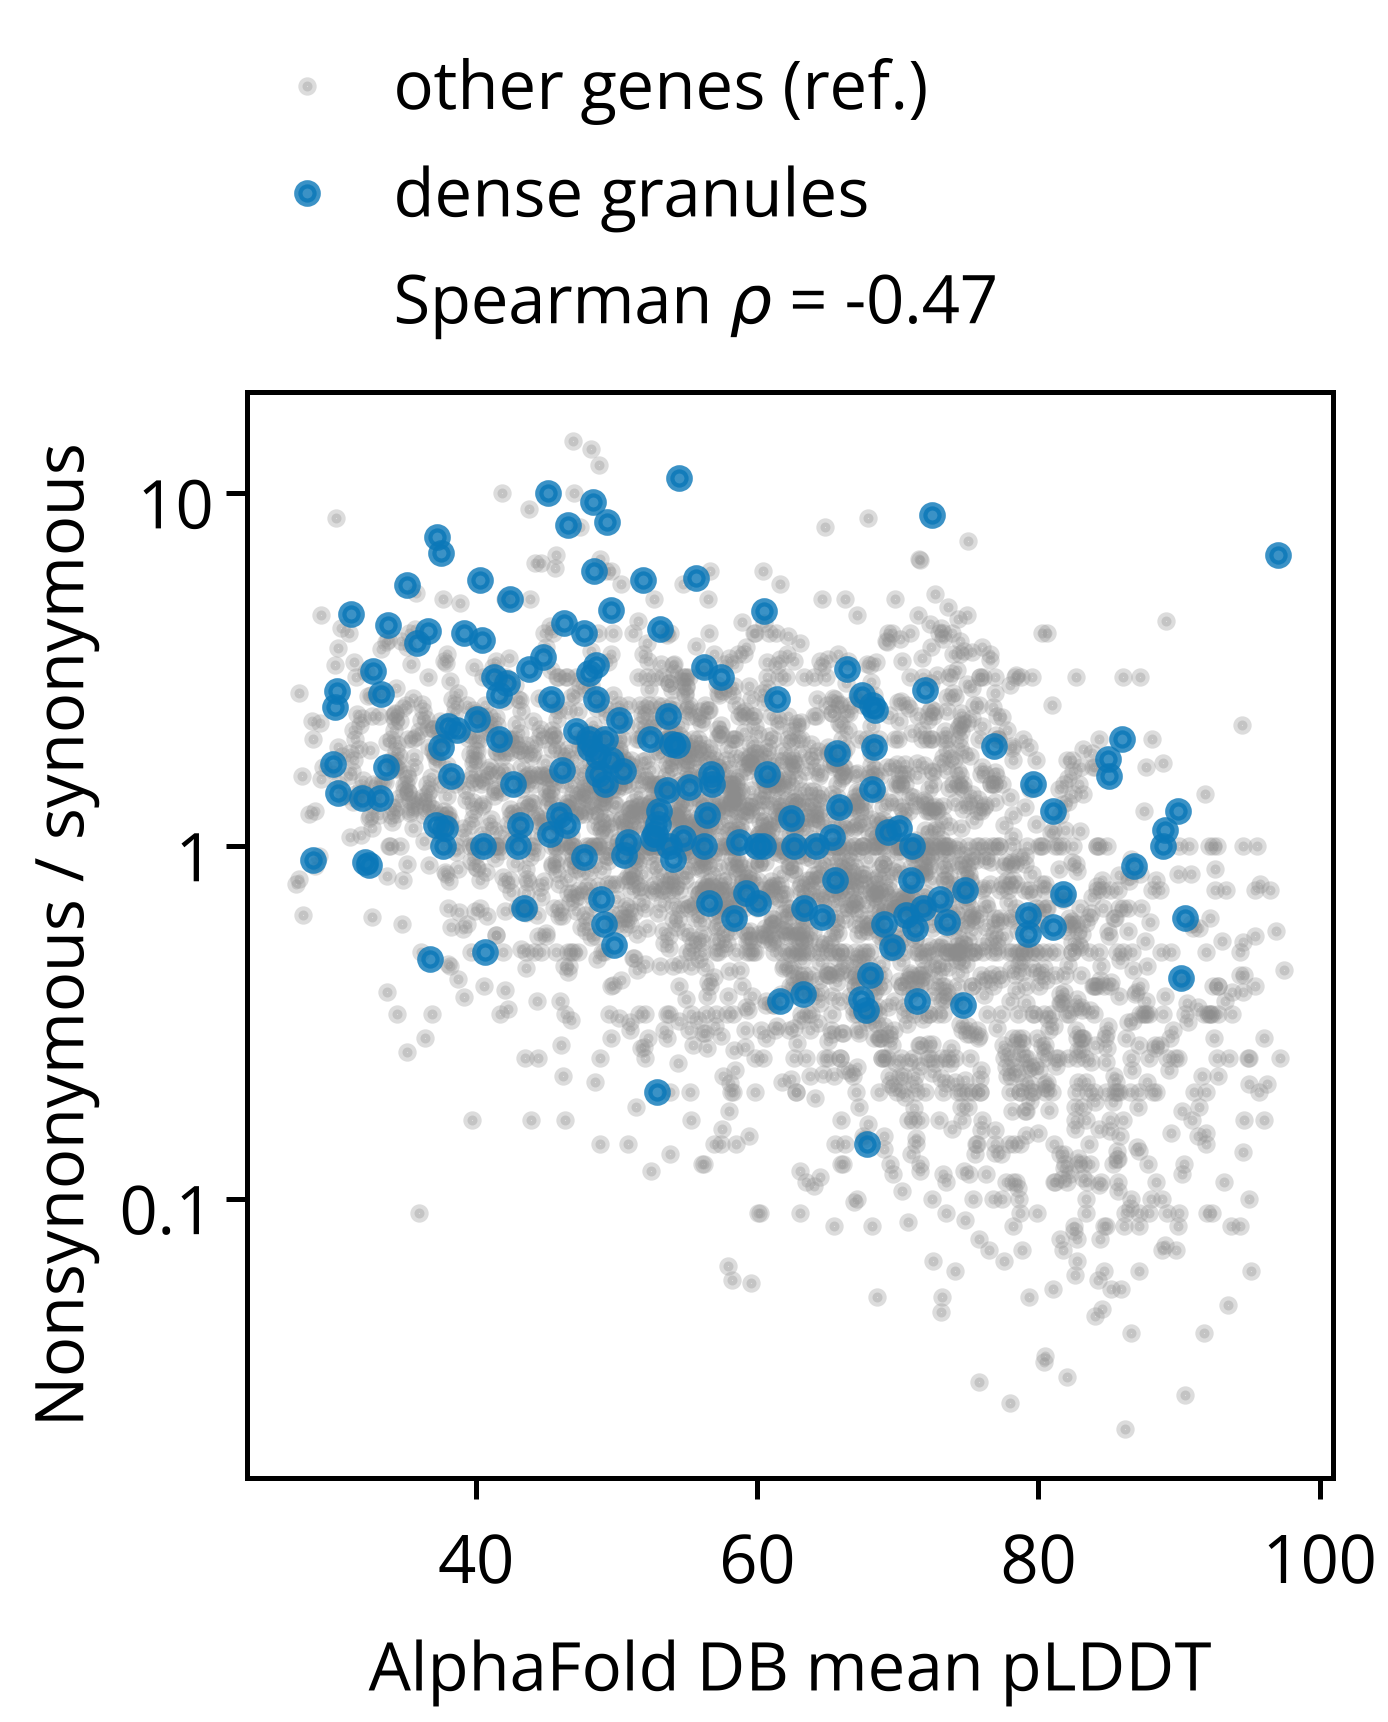 other genes (ref.)
dense granules
Spearman ρ = -0.47
Nonsynonymous / synonymous
10
1
0.1
40 60 80 100
AlphaFold DB mean pLDDT